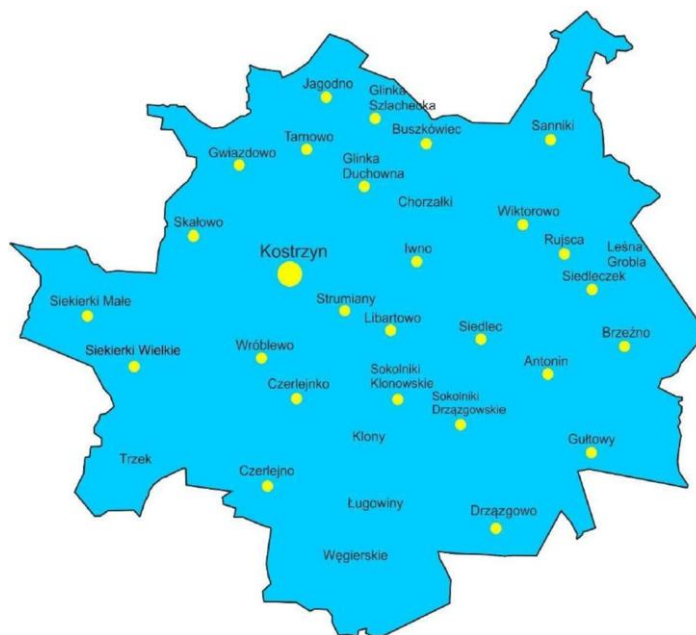 Jagodno
Glinka
Szlachecka
Buszkówiec
Sanniki
Tarnowo
Gwiazdowo
Glinka
Duchowna
Chorzałki
Wiktorowo
Skałowo
Rujsca
Leśna
Grobla
Kostrzyn
Iwno
Siedleczek
Siekierki Małe
Strumiany
Libartowo
Siedlec
Brzeźno
Siekierki Wielkie
Wróblewo
Antonin
Sokolniki
Klonowskie
Czerlejnko
Sokolniki
Drzązgowskie
Klony
Gułtowy
Trzek
Czerlejno
Ługowiny
Drzązgowo
Węgierskie